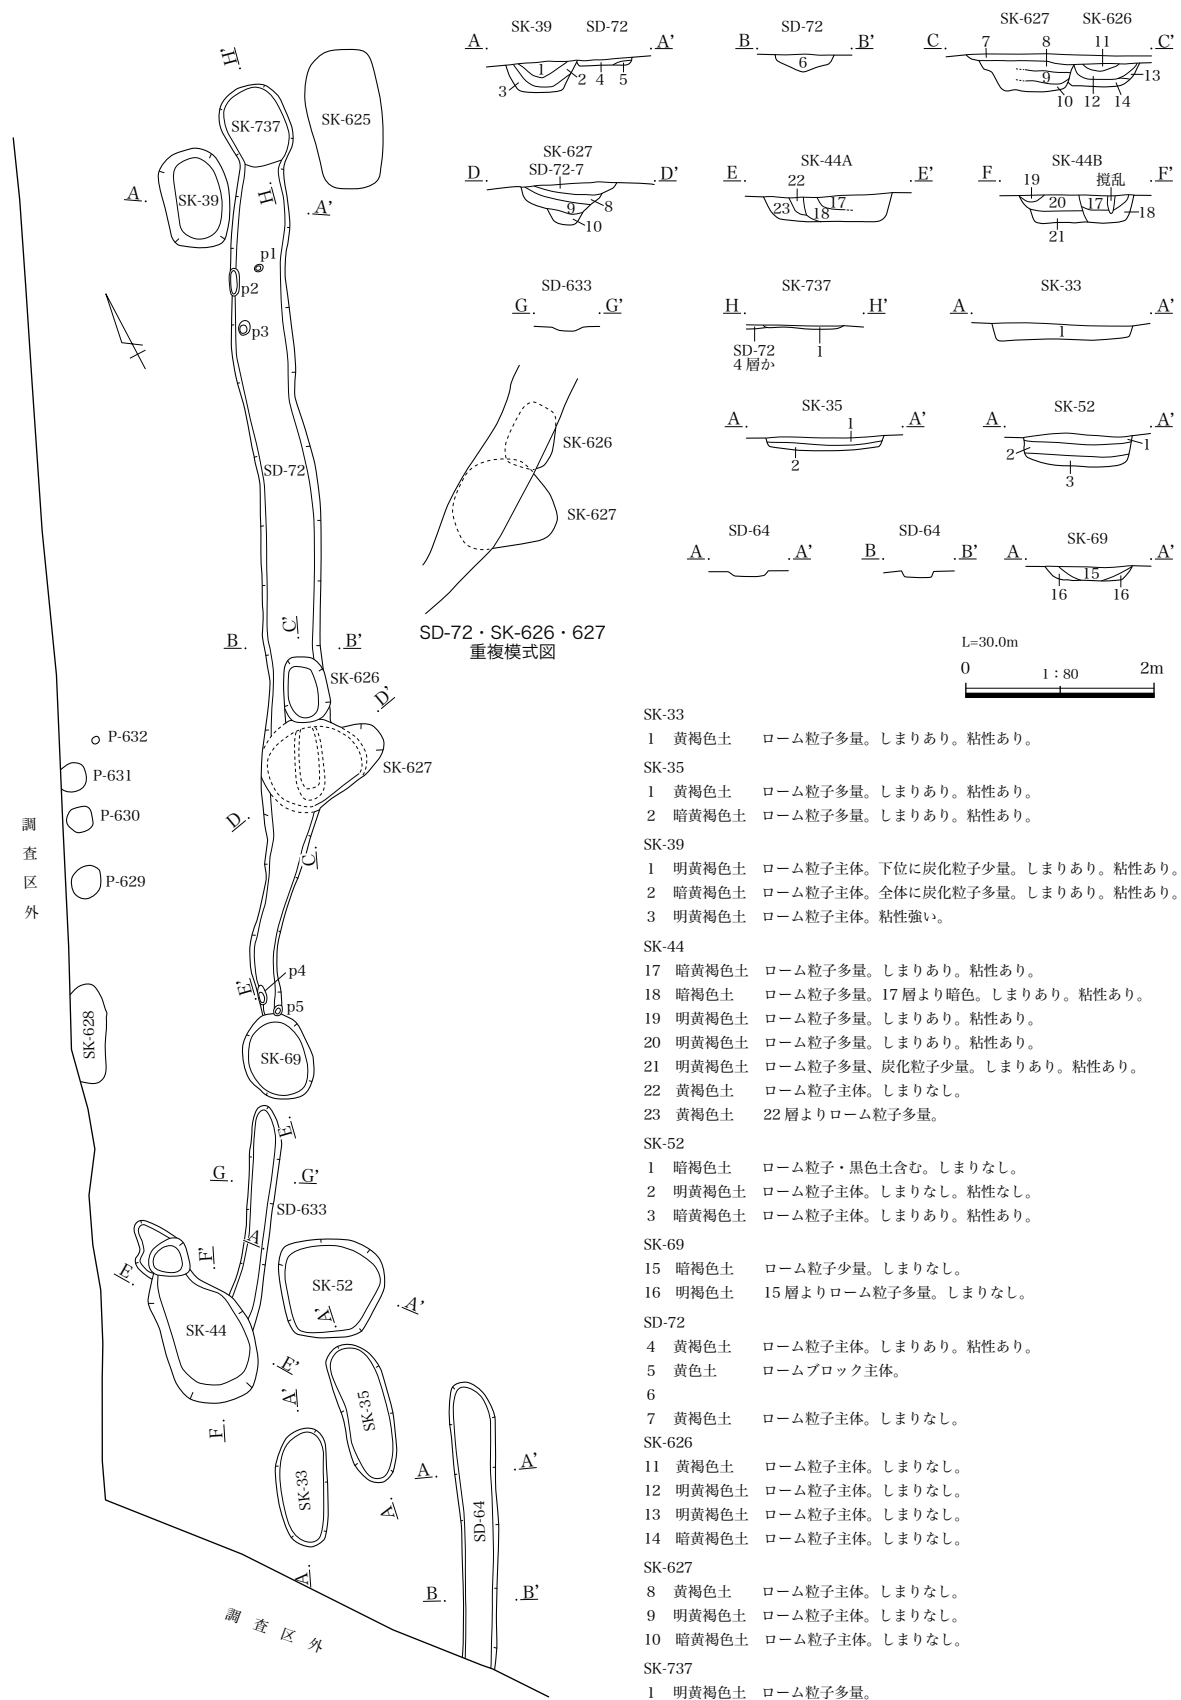 SK-39 SD-72
A A'
1
2 4 5
3
SD-72
B B'
6
SK-627 SK-626
C C'
7 8 11
9 13
10 12 14
SK-627
SD-72-7
D D'
9 8
10
SK-44A
E E'
22
23 17
18
SK-44B
F F'
19 撹乱
20 17
18
21
SD-633
G G'
SK-737
H H'
SD-72
4層か
1
SK-33
A A'
1
SK-35
A A'
1
2
SK-52
A A'
1
2
3
SD-64
A A'
SD-64
B B'
SK-69
A A'
15
16 16
L=30.0m
0 1：80 2m
SK-626
SK-627
SD-72・SK-626・627
重複模式図
H'
SK-737
SK-625
A
SK-39
H
A'
p1
p2
p3
SD-72
C'
B B'
SK-626
D'
SK-627
P-632
P-631
P-630
P-629
D
C
調査区外
E'
p4
p5
SK-628
SK-69
E
G G'
SD-633
A
F'
E
SK-52
A'
A'
SK-44
E'
A'
SK-35
F
A A'
SK-33
A
SD-64
A
B B'
調査区外
SK-33
1 黄褐色土 ローム粒子多量。しまりあり。粘性あり。
SK-35
1 黄褐色土 ローム粒子多量。しまりあり。粘性あり。
2 暗黄褐色土 ローム粒子多量。しまりあり。粘性あり。
SK-39
1 明黄褐色土 ローム粒子主体。下位に炭化粒子少量。しまりあり。粘性あり。
2 暗黄褐色土 ローム粒子主体。全体に炭化粒子多量。しまりあり。粘性あり。
3 明黄褐色土 ローム粒子主体。粘性強い。
SK-44
17 暗黄褐色土 ローム粒子多量。しまりあり。粘性あり。
18 暗褐色土 ローム粒子多量。17層より暗色。しまりあり。粘性あり。
19 明黄褐色土 ローム粒子多量。しまりあり。粘性あり。
20 明黄褐色土 ローム粒子多量。しまりあり。粘性あり。
21 明黄褐色土 ローム粒子多量、炭化粒子少量。しまりあり。粘性あり。
22 黄褐色土 ローム粒子主体。しまりなし。
23 黄褐色土 22層よりローム粒子多量。
SK-52
1 暗褐色土 ローム粒子・黒色土含む。しまりなし。
2 明黄褐色土 ローム粒子主体。しまりなし。粘性なし。
3 暗黄褐色土 ローム粒子主体。しまりあり。粘性あり。
SK-69
15 暗褐色土 ローム粒子少量。しまりなし。
16 明褐色土 15層よりローム粒子多量。しまりなし。
SD-72
4 黄褐色土 ローム粒子主体。しまりあり。粘性あり。
5 黄色土 ロームブロック主体。
6
7 黄褐色土 ローム粒子主体。しまりなし。
SK-626
11 黄褐色土 ローム粒子主体。しまりなし。
12 明黄褐色土 ローム粒子主体。しまりなし。
13 明黄褐色土 ローム粒子主体。しまりなし。
14 暗黄褐色土 ローム粒子主体。しまりなし。
SK-627
8 黄褐色土 ローム粒子主体。しまりなし。
9 明黄褐色土 ローム粒子主体。しまりなし。
10 暗黄褐色土 ローム粒子主体。しまりなし。
SK-737
1 明黄褐色土 ローム粒子多量。